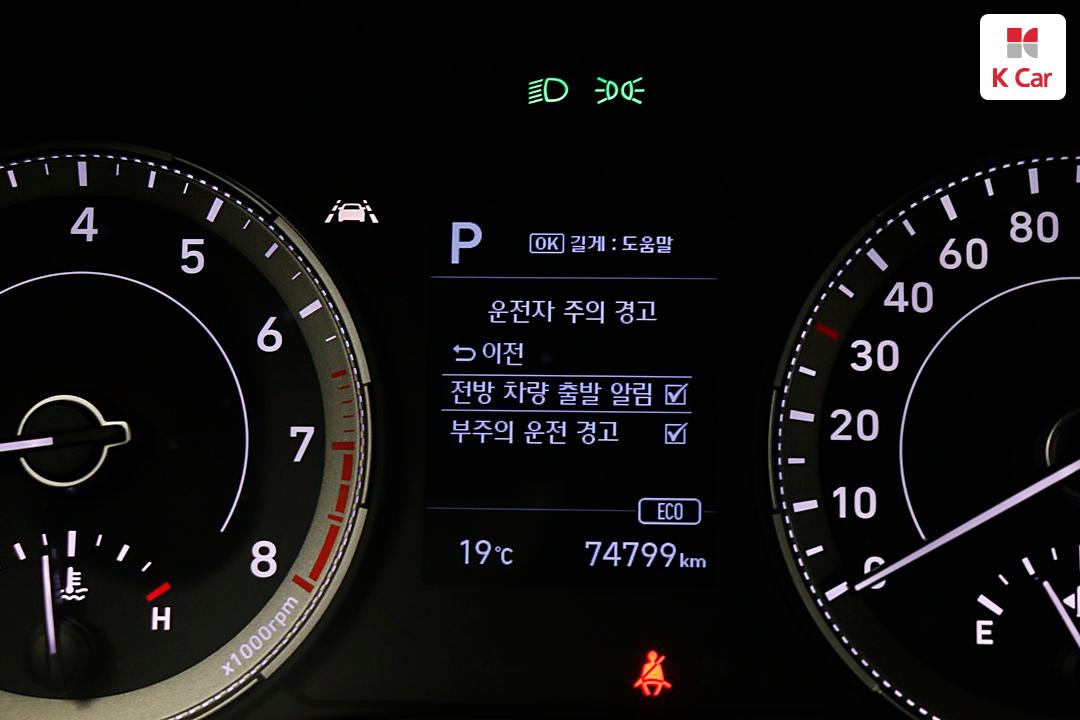 K Car
4
5
6
7
8
x1000rpm
H
P
OK 길게 : 도움말
운전자 주의 경고
이전
전방 차량 출발 알림
부주의 운전 경고
ECO
19℃
74799km
80
60
40
30
20
10
0
E